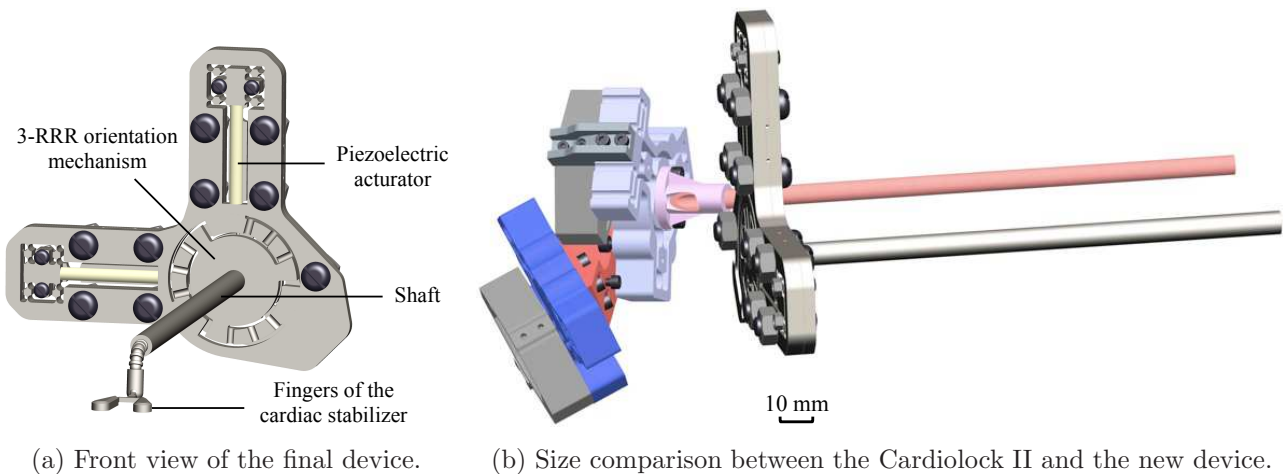 3-RRR orientation
mechanism
Piezoelectric
acturator
Shaft
Fingers of the
cardiac stabilizer
10 mm
(a) Front view of the final device.
(b) Size comparison between the Cardiolock II and the new device.